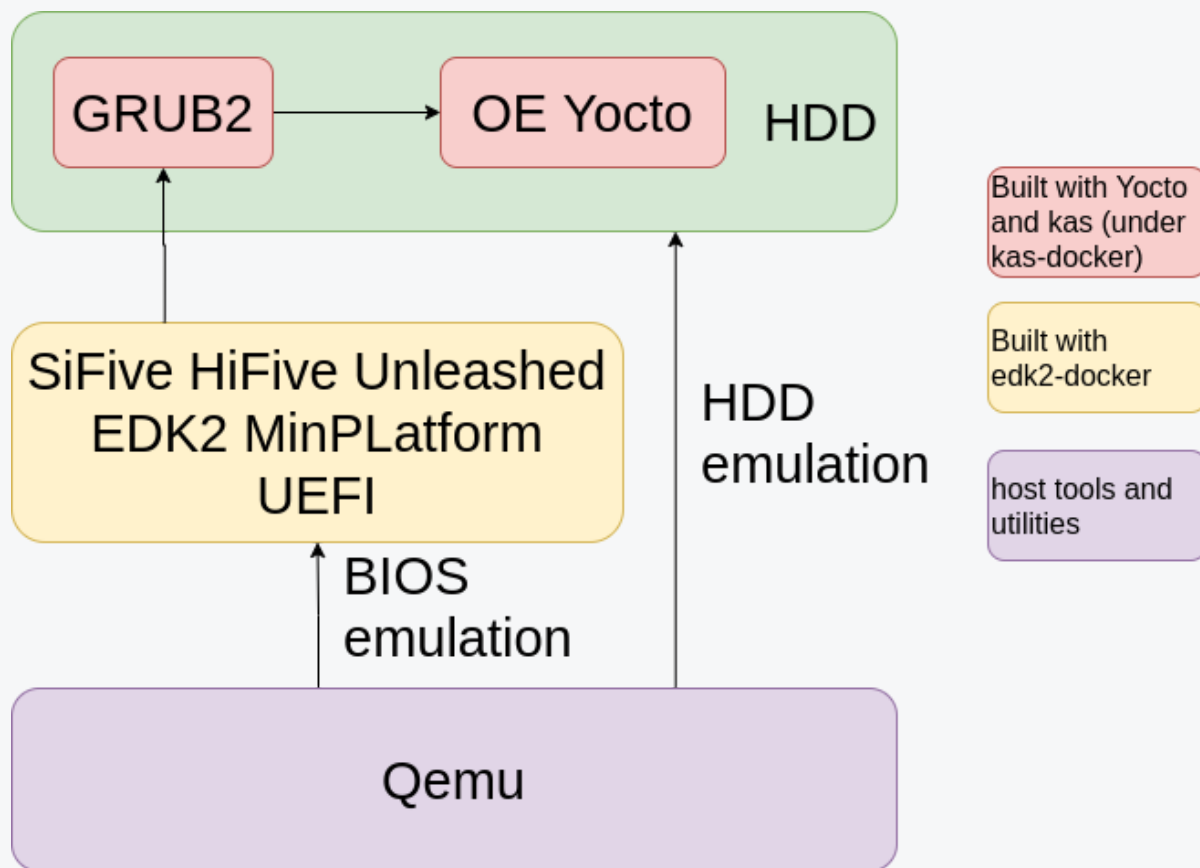 GRUB2
OE Yocto
HDD
Built with Yocto
and kas (under
kas-docker)
SiFive HiFive Unleashed
EDK2 MinPLatform
UEFI
Built with
edk2-docker
HDD
emulation
host tools and
utilities
BIOS
emulation
Qemu